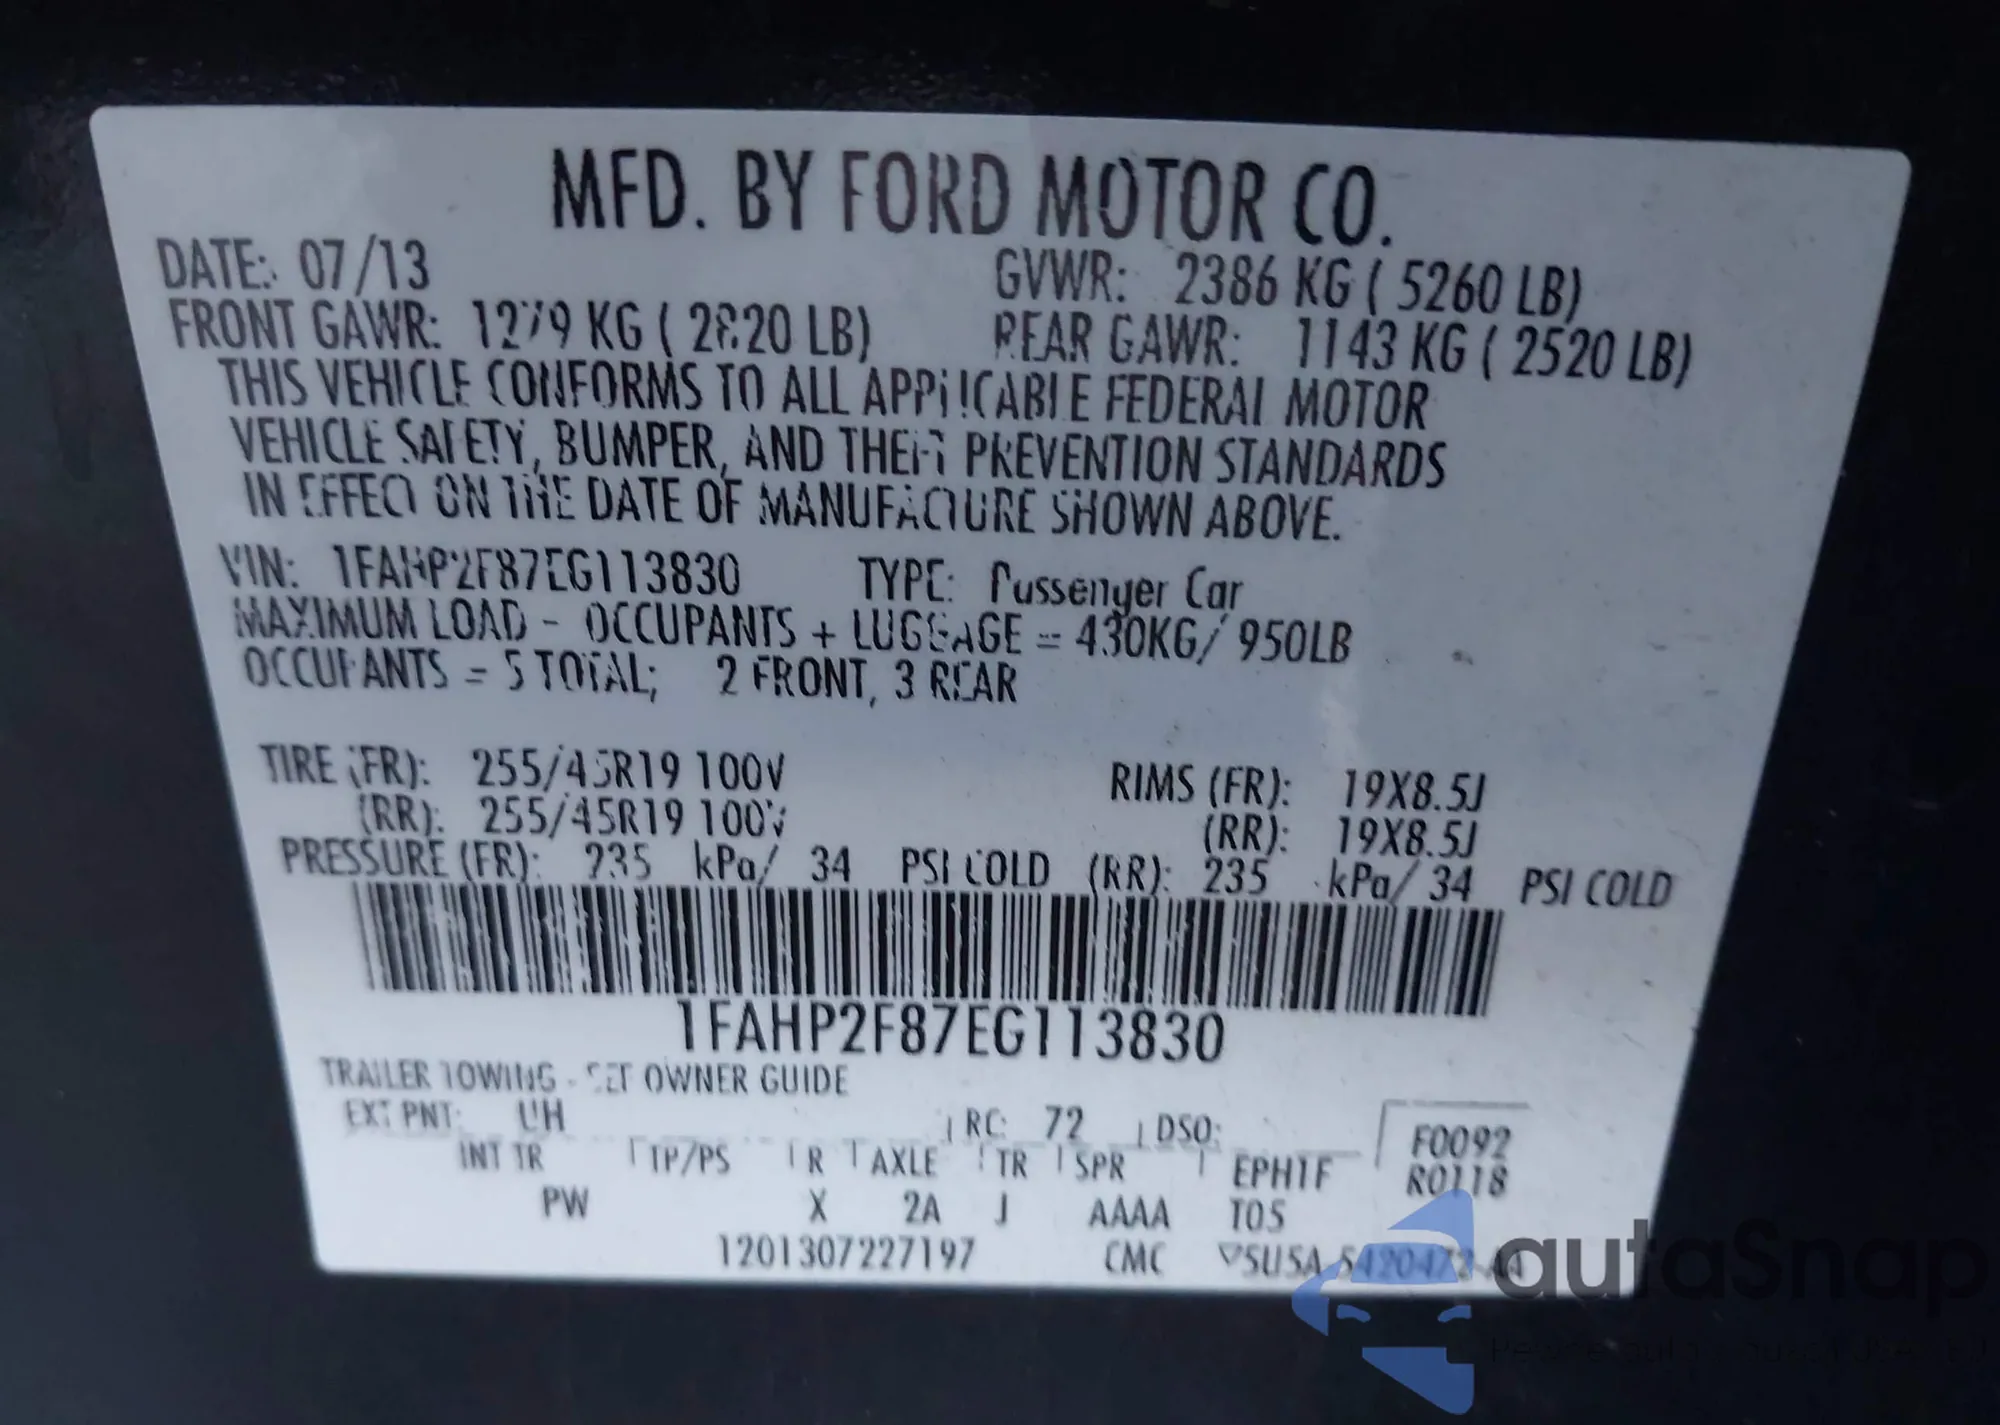 MFD. BY FORD MOTOR CO.
DATE: 07/13 GVWR: 2386 KG ( 5260 LB)
FRONT GAWR: 1279 KG ( 2820 LB) REAR GAWR: 1143 KG ( 2520 LB)
THIS VEHICLE CONFORMS TO ALL APPLICABLE FEDERAL MOTOR
VEHICLE SAFETY, BUMPER, AND THEFT PREVENTION STANDARDS
IN EFFECT ON THE DATE OF MANUFACTURE SHOWN ABOVE.
VIN: 1FAHP2F87EG113830 TYPE: Passenger Car
MAXIMUM LOAD - OCCUPANTS + LUGGAGE = 430KG/ 950LB
OCCUPANTS = 5 TOTAL; 2 FRONT, 3 REAR
TIRE (FR): 255/45R19 100V RIMS (FR): 19X8.5J
(RR): 255/45R19 100V (RR): 19X8.5J
PRESSURE (FR): 235 kPa/ 34 PSI COLD (RR): 235 kPa/ 34 PSI COLD
1FAHP2F87EG113830
TRAILER TOWING - SEE OWNER GUIDE
EXT PNT: UH RC: 72 DSO: F0092
INT TR TP/PS R AXLE TR SPR EPH1F R0118
PW X 2A J AAAA T05
1201307227197 CMC SU5A-5420472-AA
autaSnap